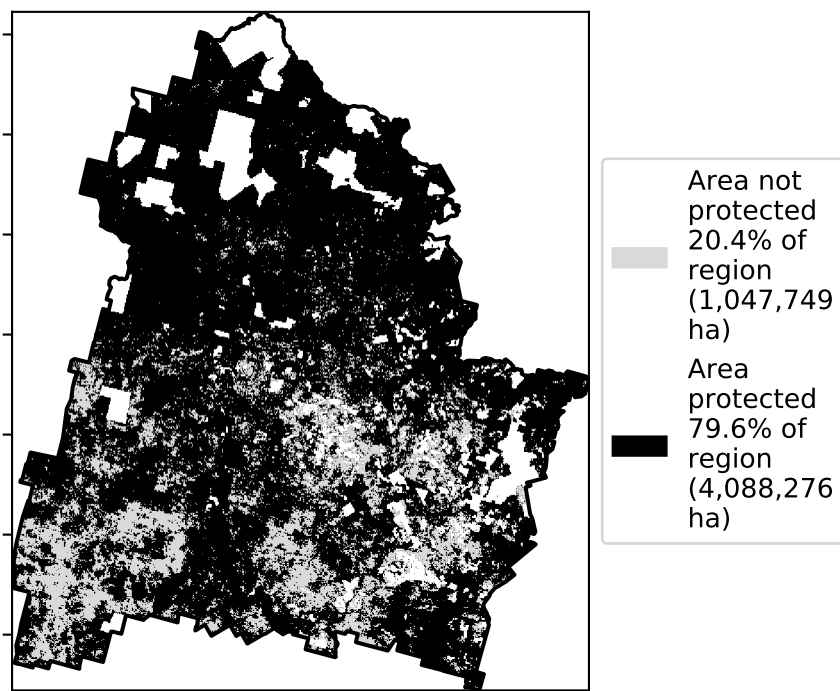 Area not
protected
20.4% of
region
(1,047,749
ha)
Area
protected
79.6% of
region
(4,088,276
ha)